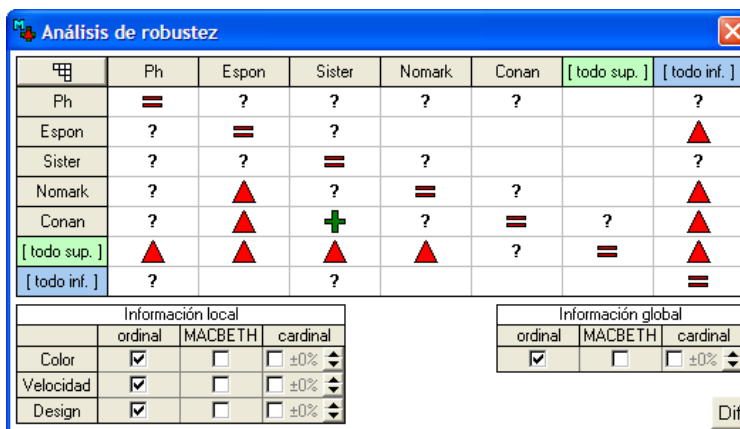 Análisis de robustez
Ph Espon Sister Nomark Conan [ todo sup. ] [ todo inf. ]
Ph ? ? ? ? ?
Espon ? ?
Sister ? ? ? ?
Nomark ? ? ?
Conan ? ? ?
[ todo sup. ] ?
[ todo inf. ] ? ?
Información local
ordinal MACBETH cardinal
Color ±0%
Velocidad ±0%
Design ±0%
Información global
ordinal MACBETH cardinal
±0%
Dif